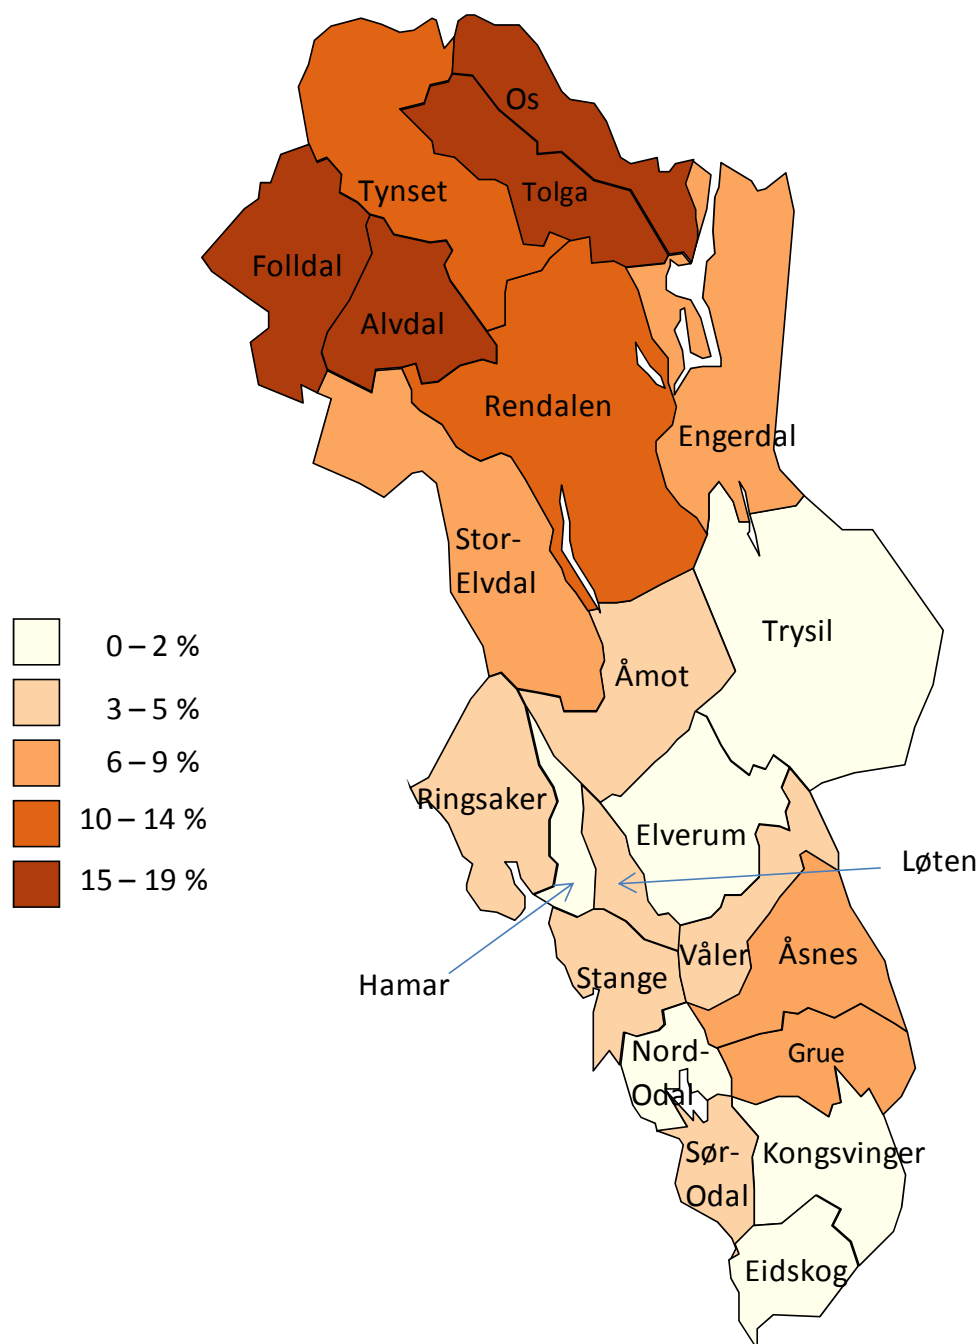 Os
Tynset
Tolga
Folldal
Alvdal
Rendalen
Engerdal
Stor-
Elvdal
Trysil
Åmot
0 – 2 %
3 – 5 %
6 – 9 %
10 – 14 %
15 – 19 %
Ringsaker
Elverum
Løten
Hamar
Stange
Våler
Åsnes
Nord-
Odal
Grue
Sør-
Odal
Kongsvinger
Eidskog